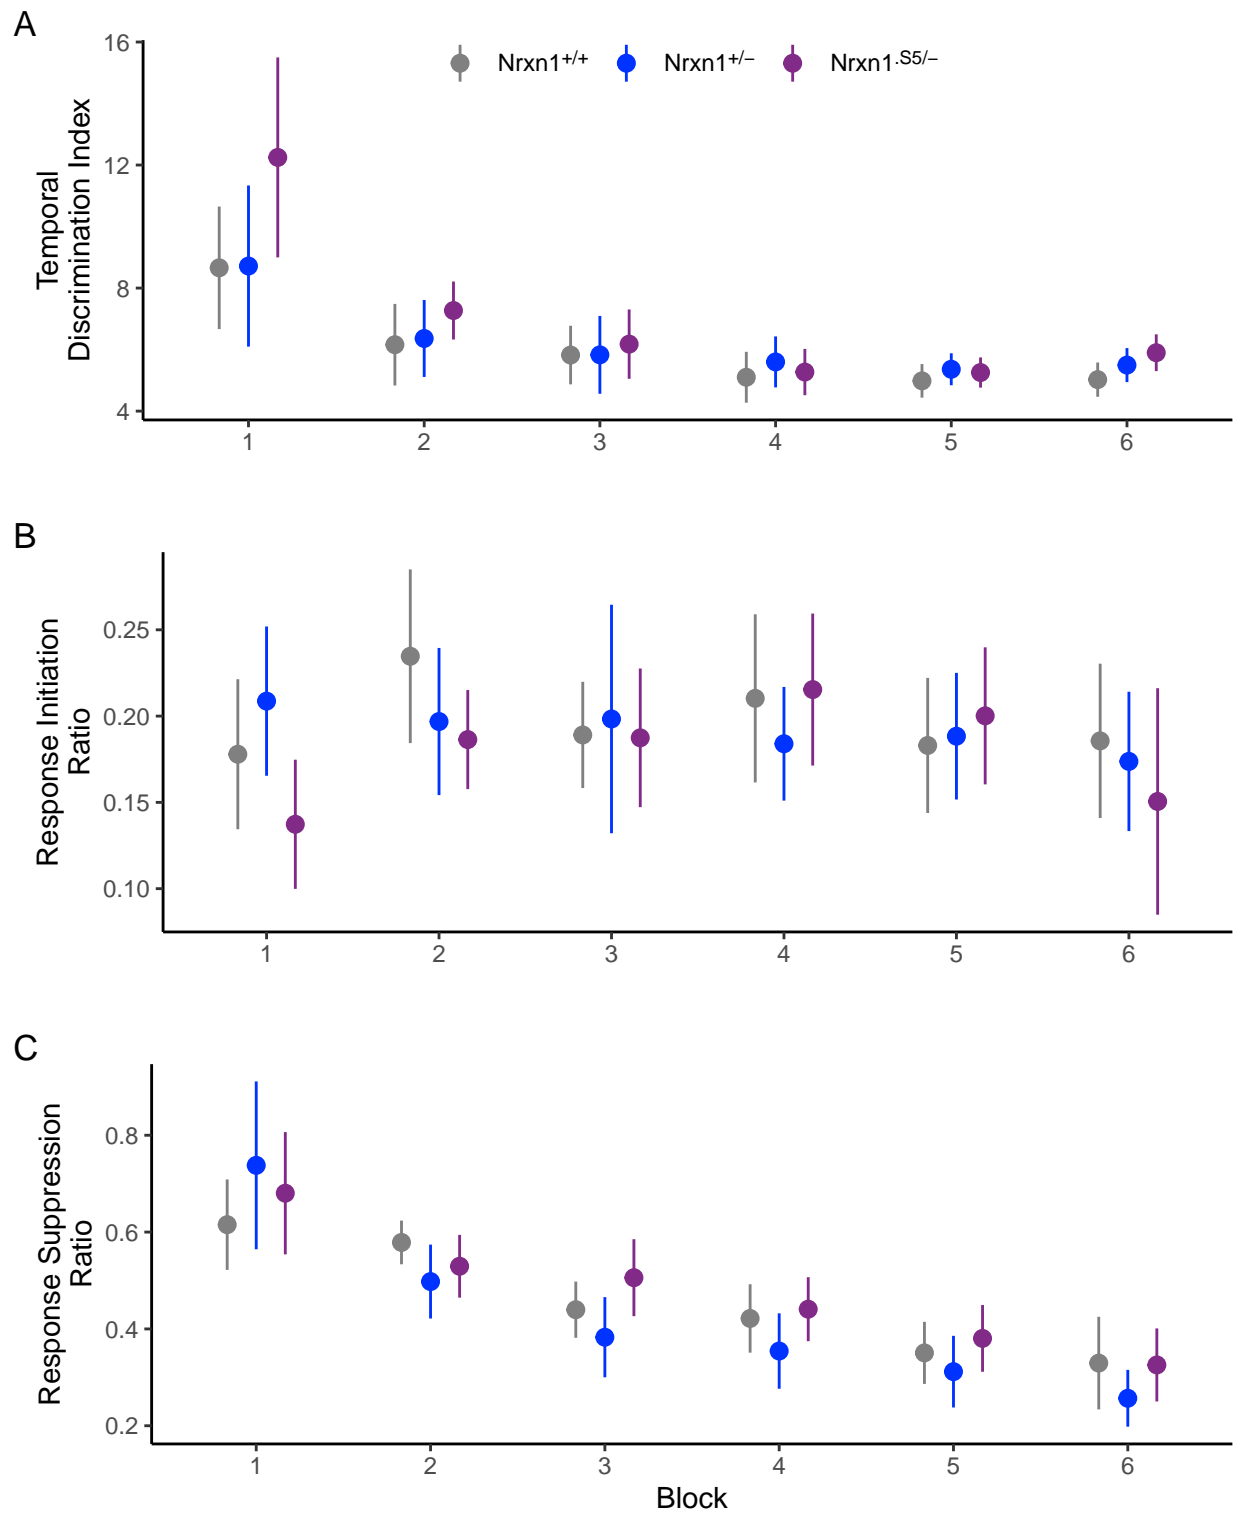 A
16
12
8
4
Temporal
Discrimination Index
Nrxn1+/+ Nrxn1+/− Nrxn1.S5/−
1 2 3 4 5 6
B
0.25
0.20
0.15
0.10
Response Initiation
Ratio
1 2 3 4 5 6
C
0.8
0.6
0.4
0.2
Response Suppression
Ratio
1 2 3 4 5 6
Block